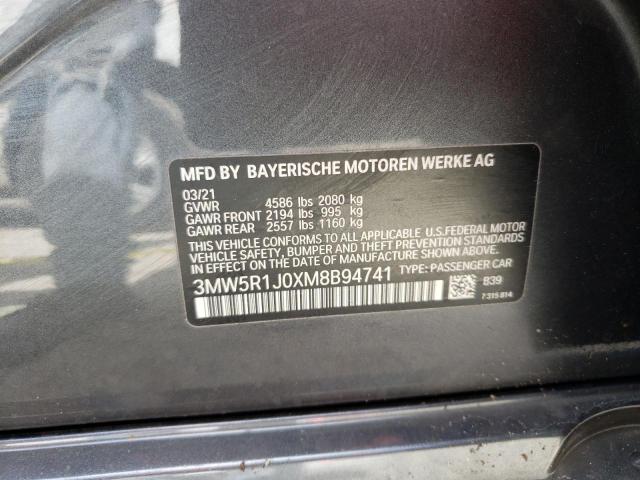 MFD BY BAYERISCHE MOTOREN WERKE AG
03/21
GVWR 4586 lbs 2080 kg
GAWR FRONT 2194 lbs 995 kg
GAWR REAR 2557 lbs 1160 kg
THIS VEHICLE CONFORMS TO ALL APPLICABLE U.S.FEDERAL MOTOR
VEHICLE SAFETY, BUMPER AND THEFT PREVENTION STANDARDS
IN EFFECT ON THE DATE OF MANUFACTURE SHOWN ABOVE.
3MW5R1J0XM8B94741 TYPE: PASSENGER CAR
B39
7315814